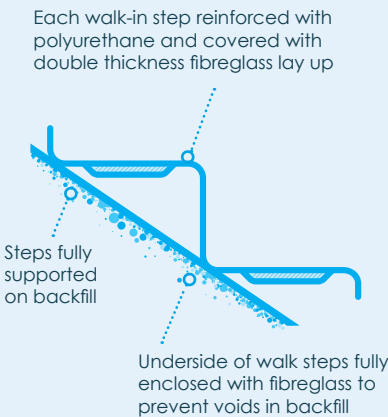 Each walk-in step reinforced with
polyurethane and covered with
double thickness fibreglass lay up
Steps fully
supported
on backfill
Underside of walk steps fully
enclosed with fibreglass to
prevent voids in backfill